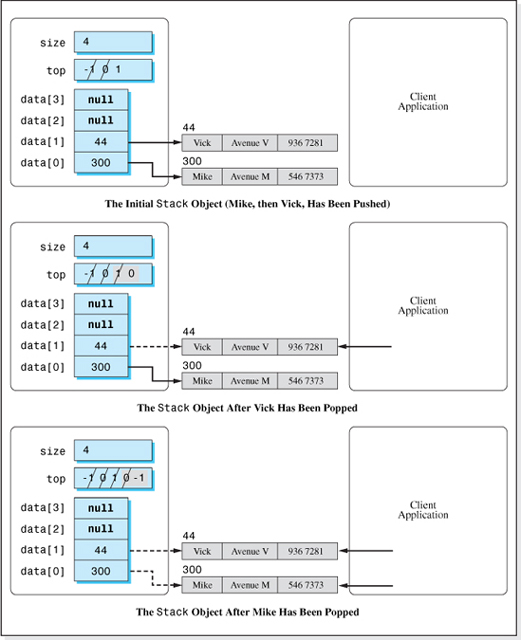 size 4
top -1 0 1
data[3] null
Client
Application
data[2] null
44
data[1] 44 Vick Avenue V 936 7281
300
data[0] 300 Mike Avenue M 546 7373
The Initial Stack Object (Mike, then Vick, Has Been Pushed)
size 4
top -1 0 1 0
data[3] null
Client
Application
data[2] null
44
data[1] 44 Vick Avenue V 936 7281
300
data[0] 300 Mike Avenue M 546 7373
The Stack Object After Vick Has Been Popped
size 4
top -1 0 1 0 -1
data[3] null
Client
Application
data[2] null
44
data[1] 44 Vick Avenue V 936 7281
300
data[0] 300 Mike Avenue M 546 7373
The Stack Object After Mike Has Been Popped